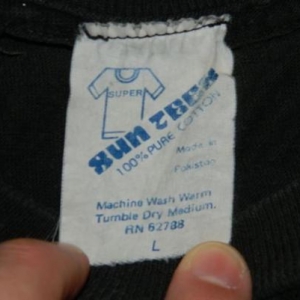 SUPER
SUN TEES
100% PURE COTTON
Made in
Pakistan
Machine Wash Warm
Tumble Dry Medium.
RN 62788
L